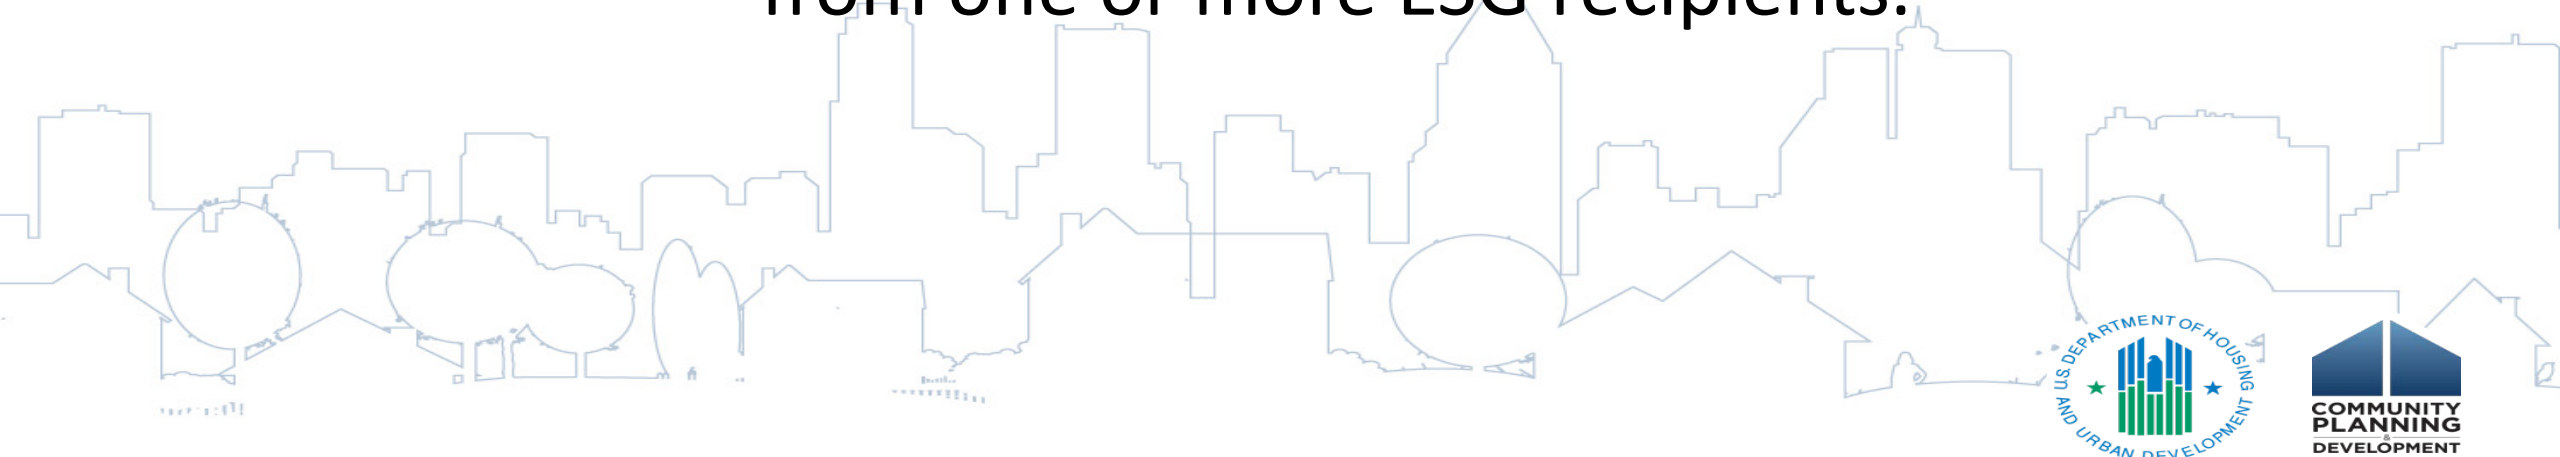 from one or more ESG recipients.
U.S. DEPARTMENT OF HOUSING AND URBAN DEVELOPMENT
COMMUNITY
PLANNING
&
DEVELOPMENT